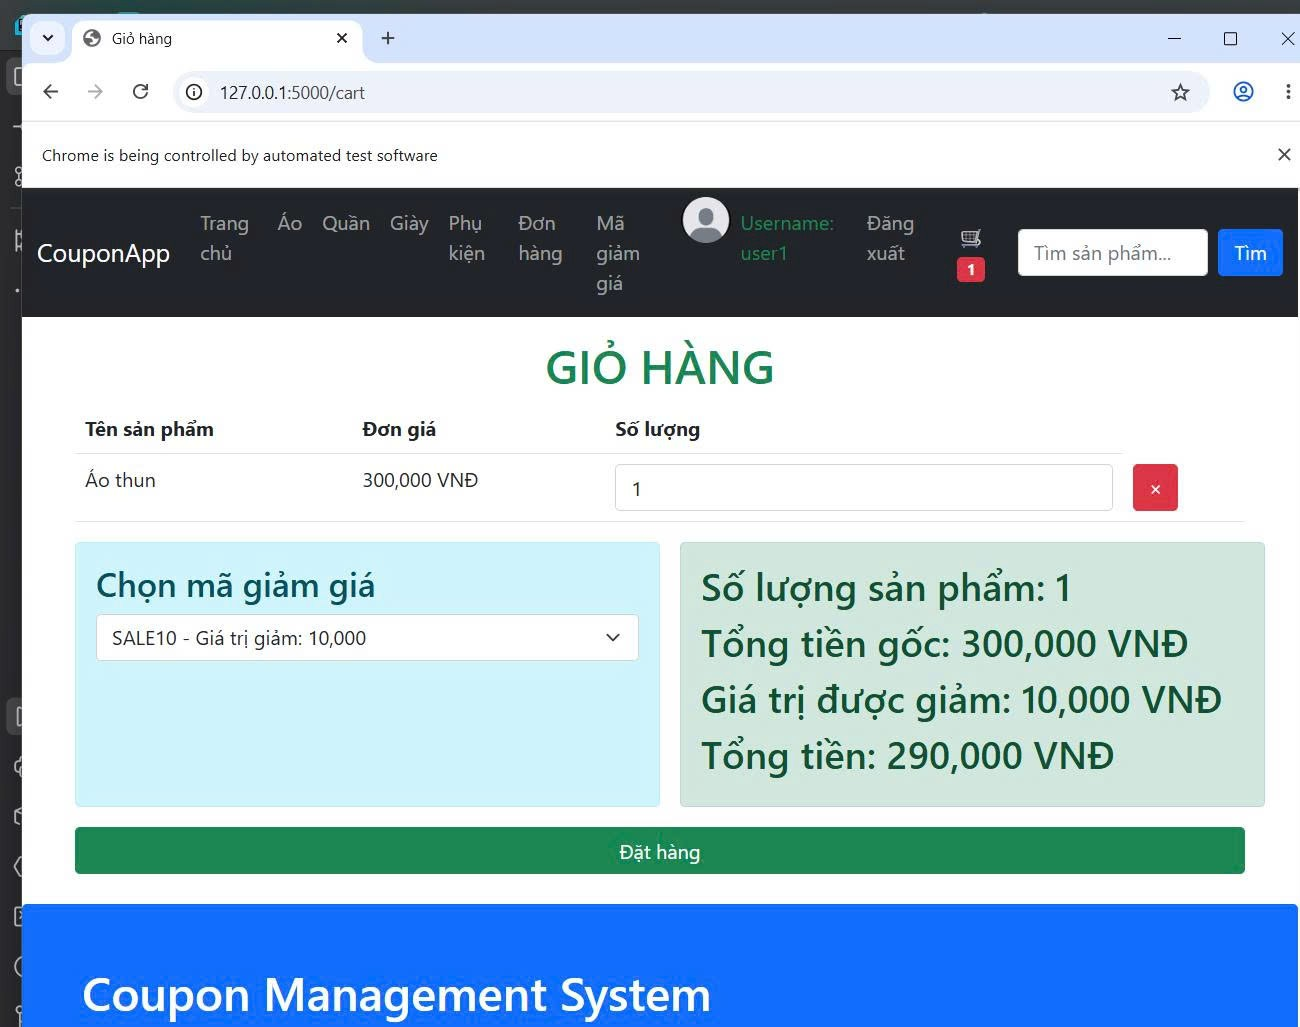 Giỏ hàng
127.0.0.1:5000/cart
Chrome is being controlled by automated test software
CouponApp
Trang chủ
Áo
Quần
Giày
Phụ kiện
Đơn hàng
Mã giảm giá
Username: user1
Đăng xuất
1
Tìm sản phẩm...
Tìm
GIỎ HÀNG
Tên sản phẩm Đơn giá Số lượng
Áo thun 300,000 VNĐ 1 ×
Chọn mã giảm giá
SALE10 - Giá trị giảm: 10,000
Số lượng sản phẩm: 1
Tổng tiền gốc: 300,000 VNĐ
Giá trị được giảm: 10,000 VNĐ
Tổng tiền: 290,000 VNĐ
Đặt hàng
Coupon Management System